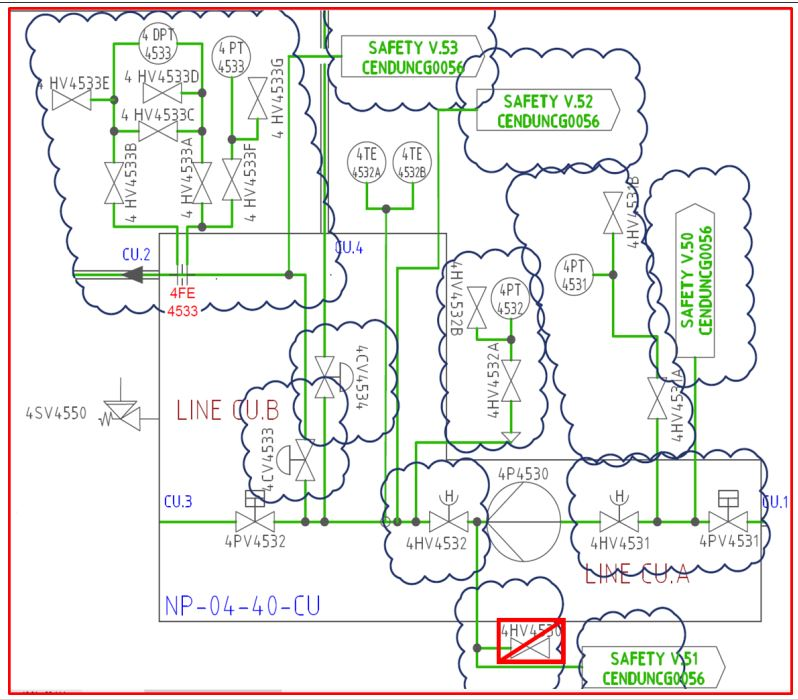 4 DPT
4533
4 PT
4533
4 HV4533E
4 HV4533D
4 HV4533C
4 HV4533B
4 HV4533A
4 HV4533F
4 HV4533G
SAFETY V.53
CENDUNCG0056
SAFETY V.52
CENDUNCG0056
4TE
4532A
4TE
4532B
4HV4531B
4PT
4531
SAFETY V.50
CENDUNCG0056
CU.2
CU.4
4FE
4533
4HV4532B
4PT
4532
4HV4532A
4HV4531A
4CV4534
4SV4550
LINE CU.B
4CV4533
4P4530
CU.3
H
H
CU.1
4PV4532
4HV4532
4HV4531
4PV4531
LINE CU.A
NP-04-40-CU
4HV4530
SAFETY V.51
CENDUNCG0056